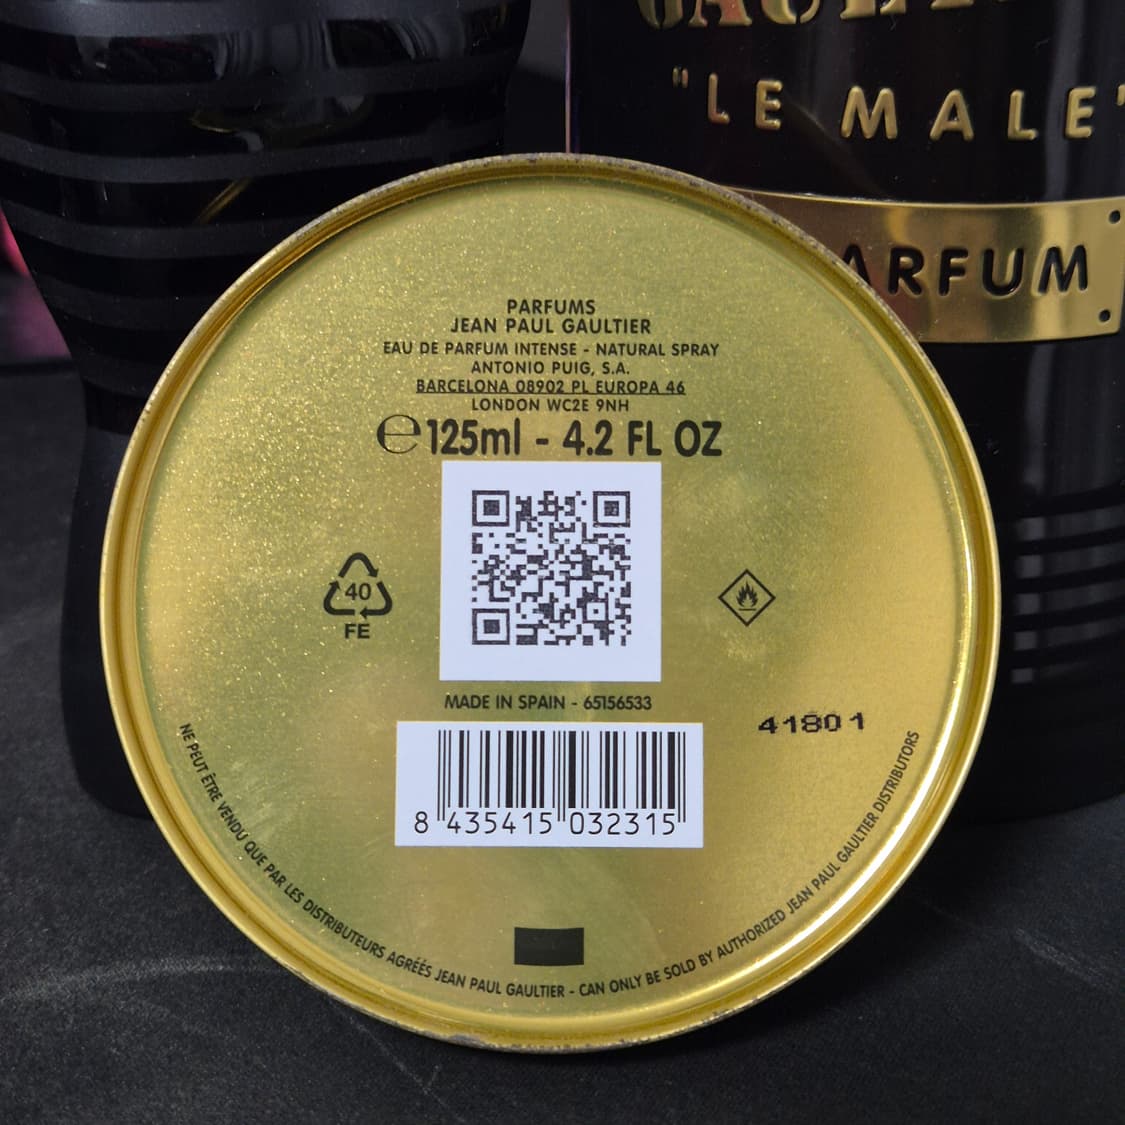 "LE MALE"
ARFUM
PARFUMS
JEAN PAUL GAULTIER
EAU DE PARFUM INTENSE - NATURAL SPRAY
ANTONIO PUIG, S.A.
BARCELONA 08902 PL EUROPA 46
LONDON WC2E 9NH
℮125ml - 4.2 FL OZ
40
FE
MADE IN SPAIN - 65156533
41801
8 435415 032315
NE PEUT ÊTRE VENDU QUE PAR LES DISTRIBUTEURS AGRÉÉS JEAN PAUL GAULTIER - CAN ONLY BE SOLD BY AUTHORIZED JEAN PAUL GAULTIER DISTRIBUTORS